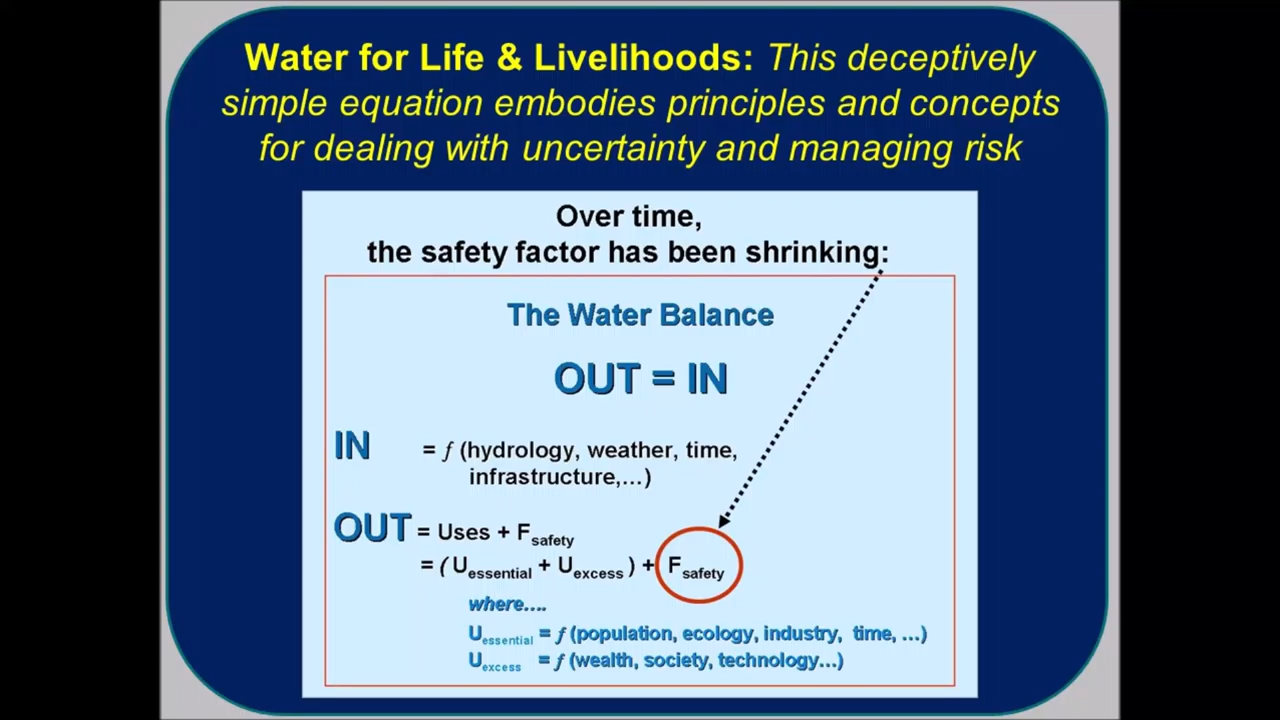 Water for Life & Livelihoods: This deceptively
simple equation embodies principles and concepts
for dealing with uncertainty and managing risk
Over time,
the safety factor has been shrinking:
The Water Balance
OUT = IN
IN = ƒ (hydrology, weather, time,
infrastructure,…)
OUT = Uses + Fsafety
= ( Uessential + Uexcess ) + Fsafety
where….
Uessential = ƒ (population, ecology, industry, time, …)
Uexcess = ƒ (wealth, society, technology…)